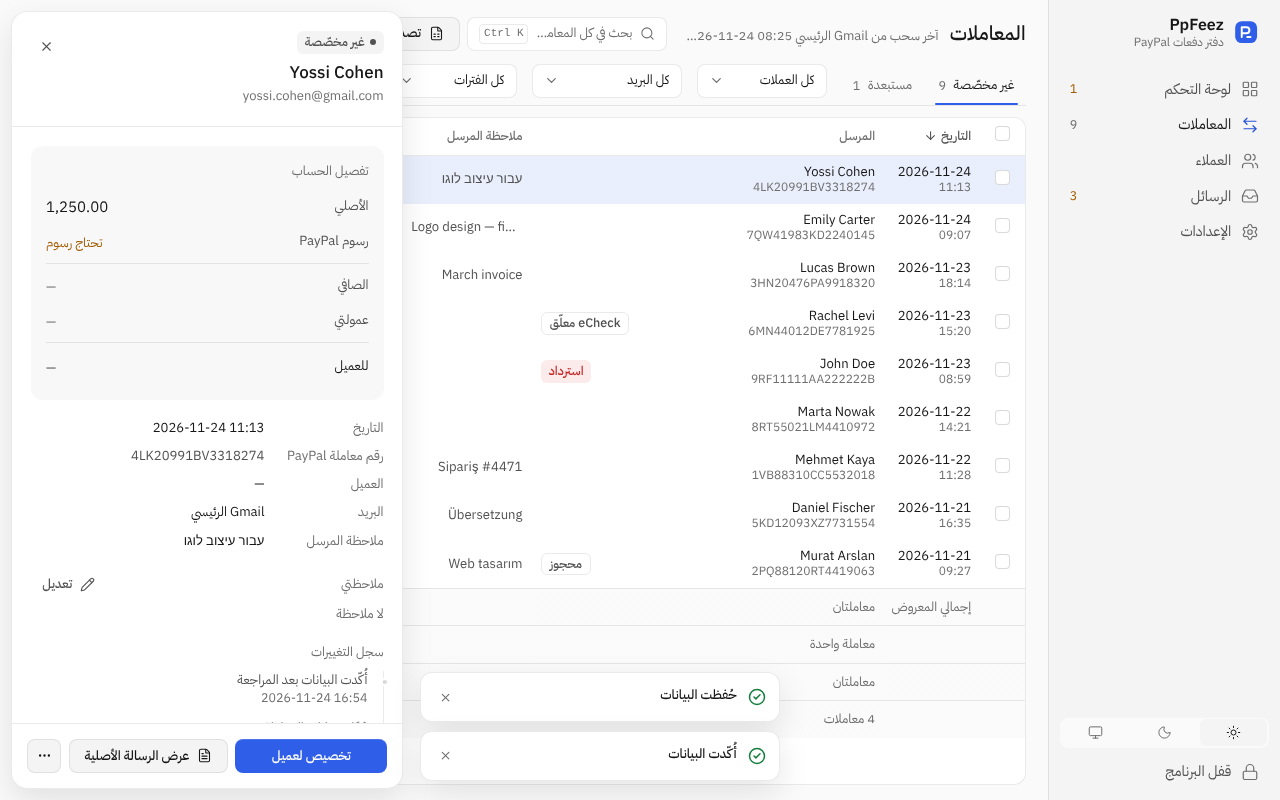 PpFeez
دفتر دفعات PayPal
لوحة التحكم 1
المعاملات 9
العملاء
الرسائل 3
الإعدادات
قفل البرنامج
المعاملات
آخر سحب من Gmail الرئيسي 08:25 24-11-26...
بحث في كل المعام... Ctrl K
غير مخصّصة 9
مستبعدة 1
كل العملات
كل البريد
كل الفترات
التاريخ المرسل ملاحظة المرسل
2026-11-24 Yossi Cohen עבור עיצוב לוגו
11:13 4LK20991BV3318274
2026-11-24 Emily Carter Logo design — fi...
09:07 7QW41983KD2240145
2026-11-23 Lucas Brown March invoice
18:14 3HN20476PA9918320
2026-11-23 Rachel Levi eCheck معلّق
15:20 6MN44012DE7781925
2026-11-23 John Doe استرداد
08:59 9RF11111AA222222B
2026-11-22 Marta Nowak
14:21 8RT55021LM4410972
2026-11-22 Mehmet Kaya Sipariş #4471
11:28 1VB88310CC5532018
2026-11-21 Daniel Fischer Übersetzung
16:35 5KD12093XZ7731554
2026-11-21 Murat Arslan محجوز Web tasarım
09:27 2PQ88120RT4419063
إجمالي المعروض معاملتان
معاملة واحدة
معاملتان
4 معاملات
حُفظت البيانات
أُكّدت البيانات
غير مخصّصة
Yossi Cohen
yossi.cohen@gmail.com
تفصيل الحساب
الأصلي 1,250.00
رسوم PayPal تحتاج رسوم
الصافي —
عمولتي —
للعميل —
التاريخ 2026-11-24 11:13
رقم معاملة PayPal 4LK20991BV3318274
العميل —
البريد Gmail الرئيسي
ملاحظة المرسل עבור עיצוב לוגו
ملاحظتي تعديل
لا ملاحظة
سجل التغييرات
أُكّدت البيانات بعد المراجعة
2026-11-24 16:54
تخصيص لعميل
عرض الرسالة الأصلية